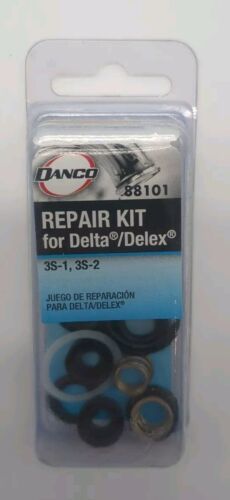 DANCO
88101
REPAIR KIT
for Delta®/Delex®
3S-1, 3S-2
JUEGO DE REPARACIÓN
PARA DELTA/DELEX®